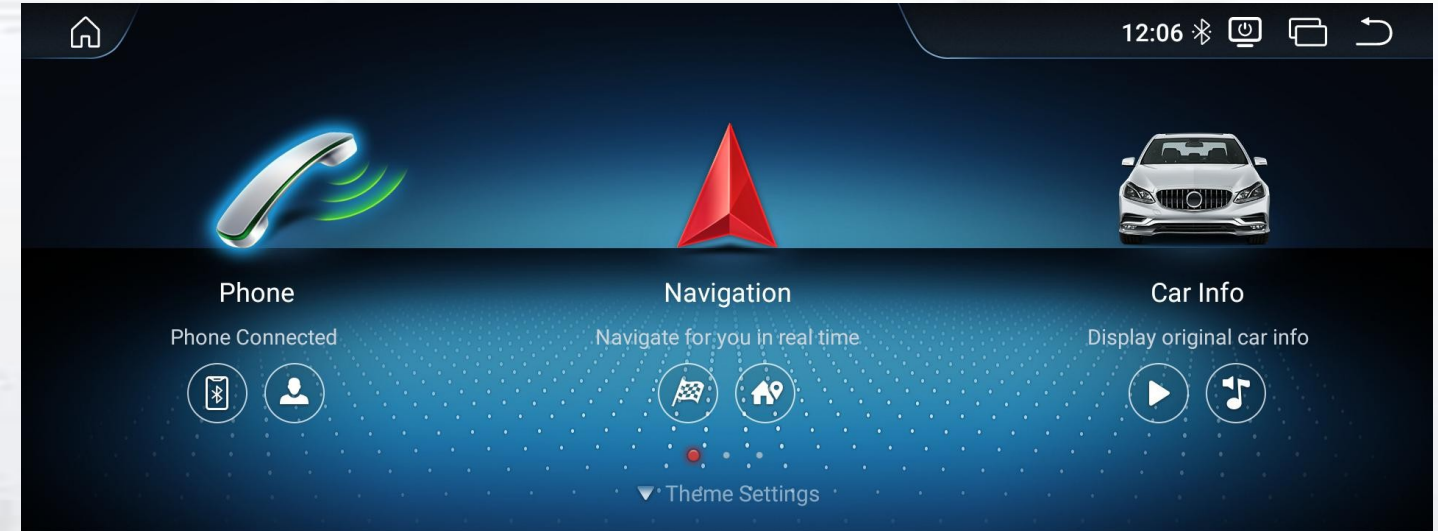 12:06
Phone
Navigation
Car Info
Phone Connected
Navigate for you in real time
Display original car info
Theme Settings